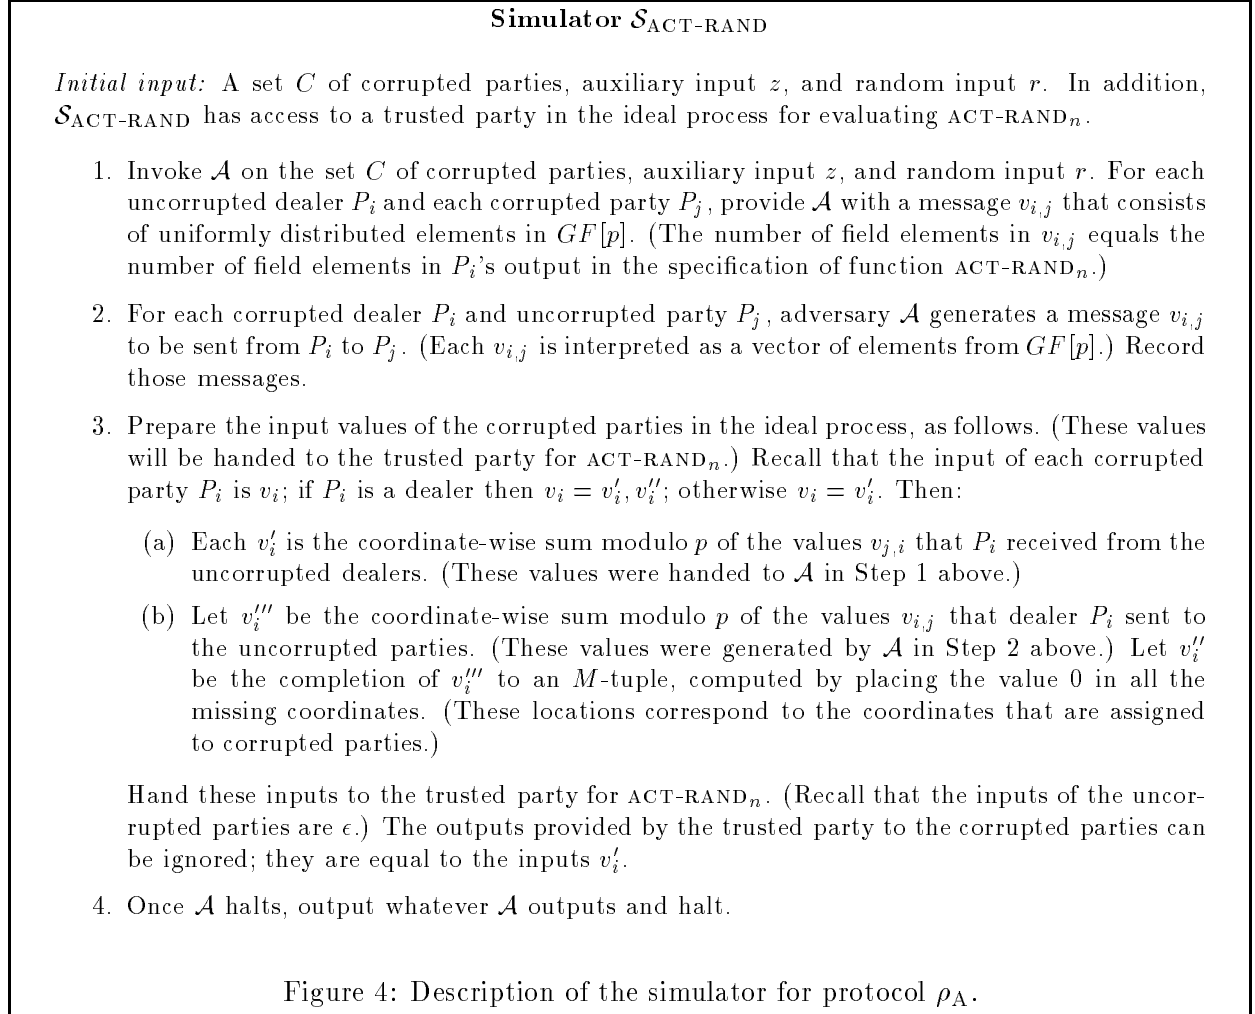 Simulator 𝒮ACT-RAND
Initial input: A set C of corrupted parties, auxiliary input z, and random input r. In addition,
𝒮ACT-RAND has access to a trusted party in the ideal process for evaluating ACT-RANDₙ.
1. Invoke 𝒜 on the set C of corrupted parties, auxiliary input z, and random input r. For each
uncorrupted dealer Pᵢ and each corrupted party Pⱼ, provide 𝒜 with a message vᵢ,ⱼ that consists
of uniformly distributed elements in GF[p]. (The number of field elements in vᵢ,ⱼ equals the
number of field elements in Pᵢ's output in the specification of function ACT-RANDₙ.)
2. For each corrupted dealer Pᵢ and uncorrupted party Pⱼ, adversary 𝒜 generates a message vᵢ,ⱼ
to be sent from Pᵢ to Pⱼ. (Each vᵢ,ⱼ is interpreted as a vector of elements from GF[p].) Record
those messages.
3. Prepare the input values of the corrupted parties in the ideal process, as follows. (These values
will be handed to the trusted party for ACT-RANDₙ.) Recall that the input of each corrupted
party Pᵢ is vᵢ; if Pᵢ is a dealer then vᵢ = v′ᵢ, v″ᵢ; otherwise vᵢ = v′ᵢ. Then:
(a) Each v′ᵢ is the coordinate-wise sum modulo p of the values vⱼ,ᵢ that Pᵢ received from the
uncorrupted dealers. (These values were handed to 𝒜 in Step 1 above.)
(b) Let v‴ᵢ be the coordinate-wise sum modulo p of the values vᵢ,ⱼ that dealer Pᵢ sent to
the uncorrupted parties. (These values were generated by 𝒜 in Step 2 above.) Let v″ᵢ
be the completion of v‴ᵢ to an M-tuple, computed by placing the value 0 in all the
missing coordinates. (These locations correspond to the coordinates that are assigned
to corrupted parties.)
Hand these inputs to the trusted party for ACT-RANDₙ. (Recall that the inputs of the uncor-
rupted parties are ϵ.) The outputs provided by the trusted party to the corrupted parties can
be ignored; they are equal to the inputs v′ᵢ.
4. Once 𝒜 halts, output whatever 𝒜 outputs and halt.
Figure 4: Description of the simulator for protocol ρA.